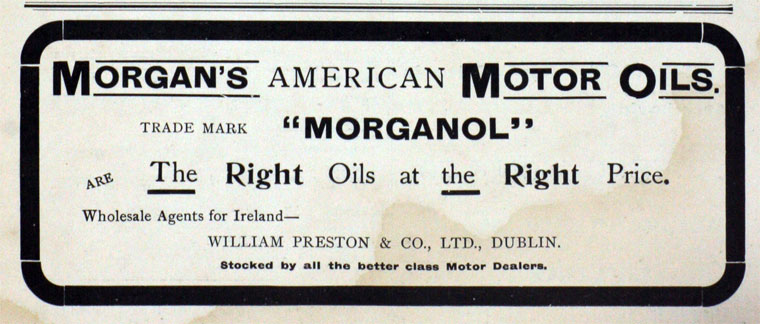 MORGAN'S AMERICAN MOTOR OILS.
TRADE MARK "MORGANOL"
ARE The Right Oils at the Right Price.
Wholesale Agents for Ireland—
WILLIAM PRESTON & CO., LTD., DUBLIN.
Stocked by all the better class Motor Dealers.